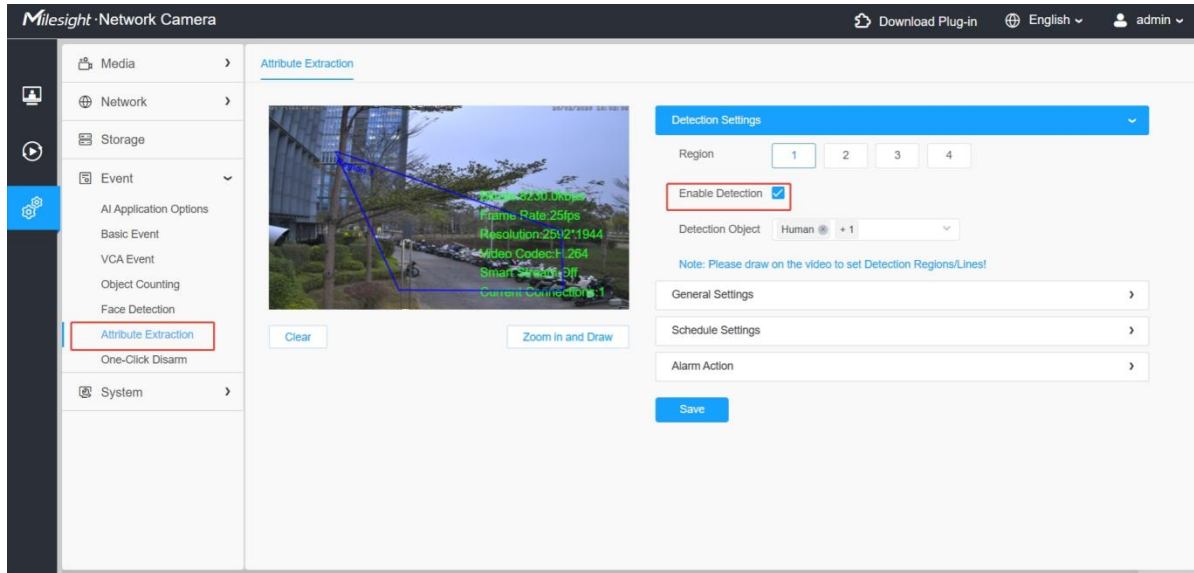 Milesight · Network Camera
Download Plug-in English admin
Media
Network
Storage
Event
AI Application Options
Basic Event
VCA Event
Object Counting
Face Detection
Attribute Extraction
One-Click Disarm
System
Attribute Extraction
Frame Rate:25fps
Resolution:2592*1944
Video Codec:H.264
Smart Stream:Off
Current Connections:1
Clear Zoom in and Draw
Detection Settings
Region 1 2 3 4
Enable Detection
Detection Object Human + 1
Note: Please draw on the video to set Detection Regions/Lines!
General Settings
Schedule Settings
Alarm Action
Save